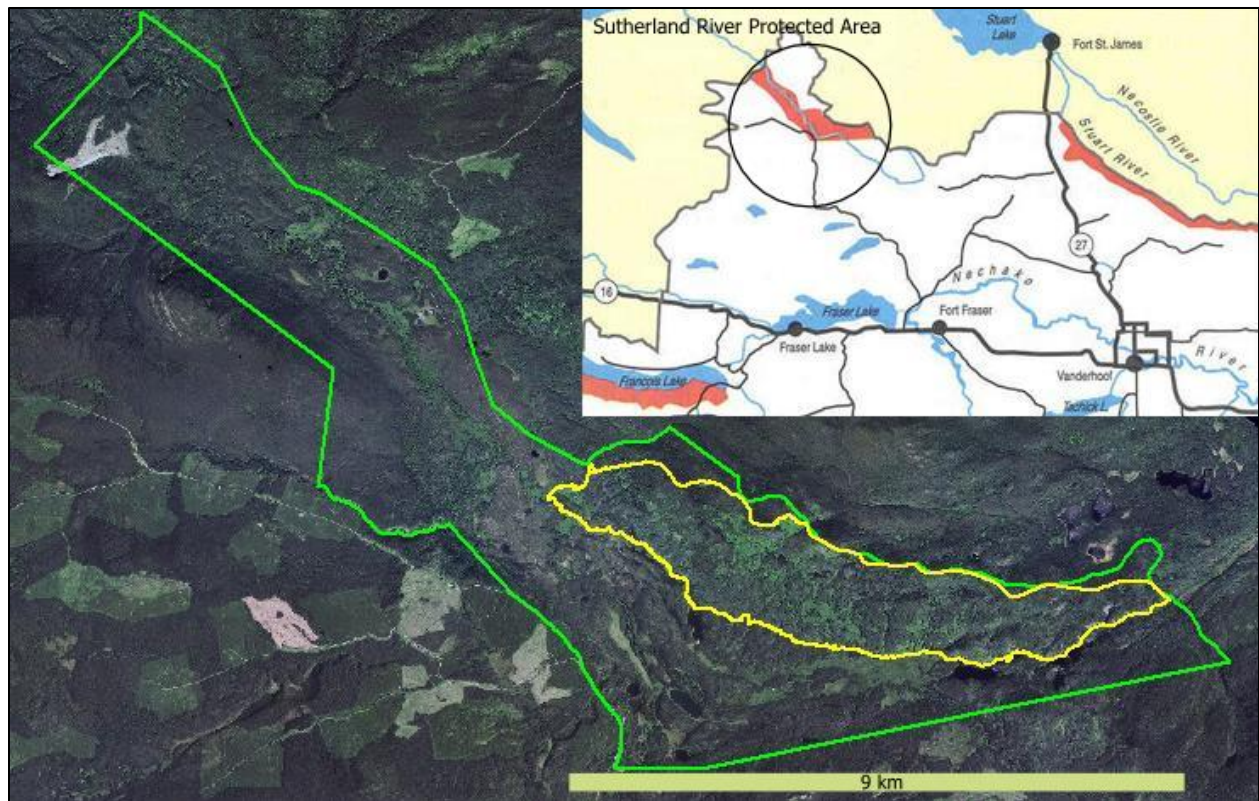 Sutherland River Protected Area
Stuart
Lake
Fort St. James
Necoslie River
Stuart River
27
Nechako
River
16
Fraser Lake
Fort Fraser
Fraser Lake
Vanderhoof
Francois Lake
Tachick L.
9 km